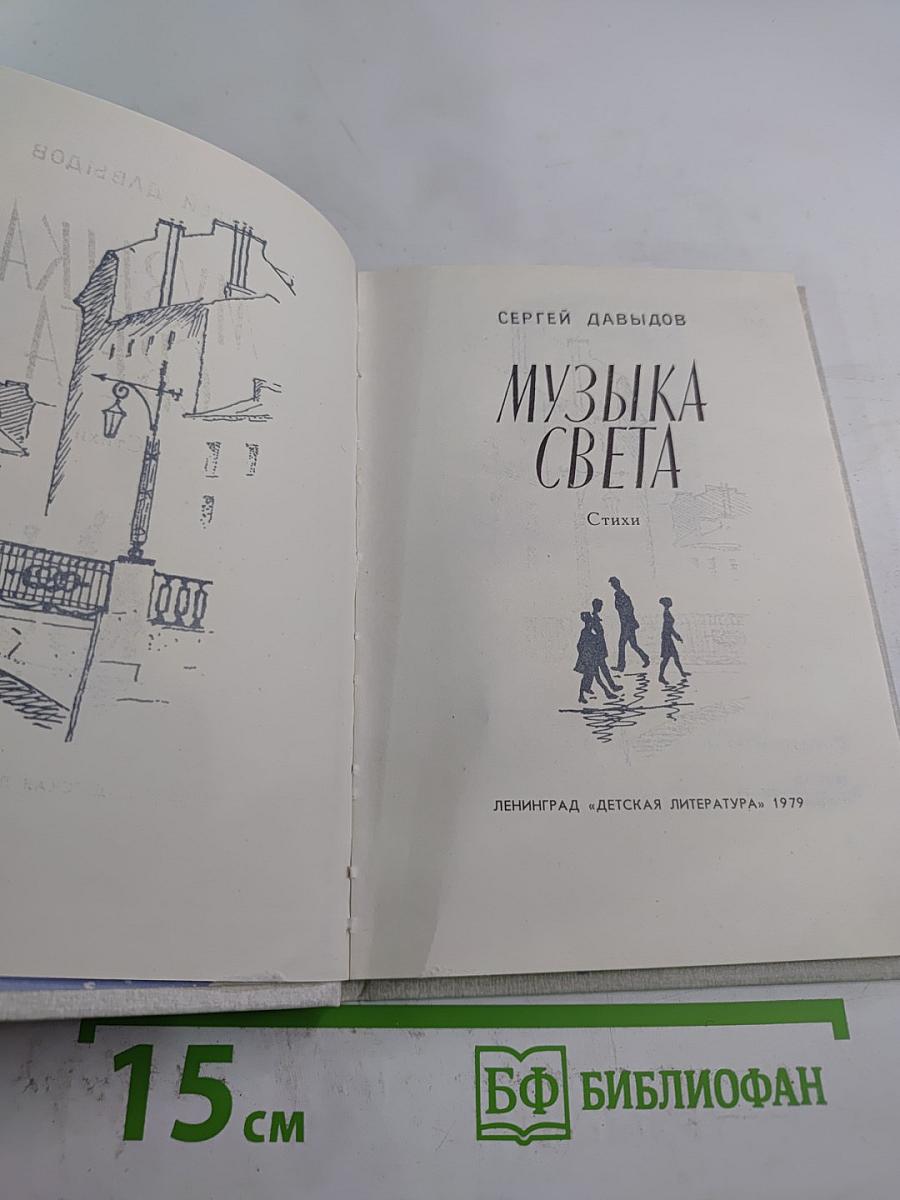 СЕРГЕЙ ДАВЫДОВ
МУЗЫКА
СВЕТА
Стихи
ЛЕНИНГРАД «ДЕТСКАЯ ЛИТЕРАТУРА» 1979
15 см
БФ БИБЛИОФАН